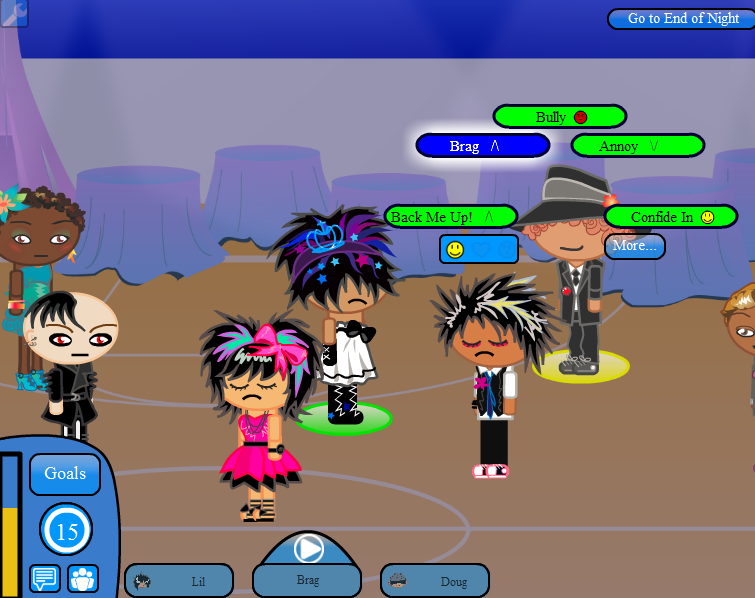 Go to End of Night
Bully
Brag /\
Annoy \/
Back Me Up! /\
Confide In
More...
Goals
15
Lil
Brag
Doug